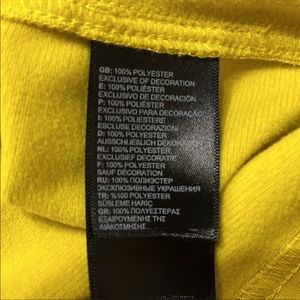 GB: 100% POLYESTER
EXCLUSIVE OF DECORATION
E: 100% POLIÉSTER
EXCLUSIVO DE DECORACIÓN
P: 100% POLIÉSTER
EXCLUSIVO PARA DECORAÇÃO
I: 100% POLIESTERE
ESCLUSE DECORAZIONI
D: 100% POLYESTER
AUSSCHLIEßLICH DEKORATION
NL: 100% POLYESTER
EXCLUSIEF DECORATIE
F: 100% POLYESTER
SAUF DÉCORATION
RU: 100% ПОЛИЭСТЕР
ЭКСКЛЮЗИВНЫЕ УКРАШЕНИЯ
TR: %100 POLYESTER
SÜSLEME HARİÇ
GR: 100% ΠΟΛΥΕΣΤΕΡΑΣ
ΕΞΑΙΡΟΥΜΕΝΗΣ ΤΗΣ
ΔΙΑΚΟΣΜΗΣΗΣ